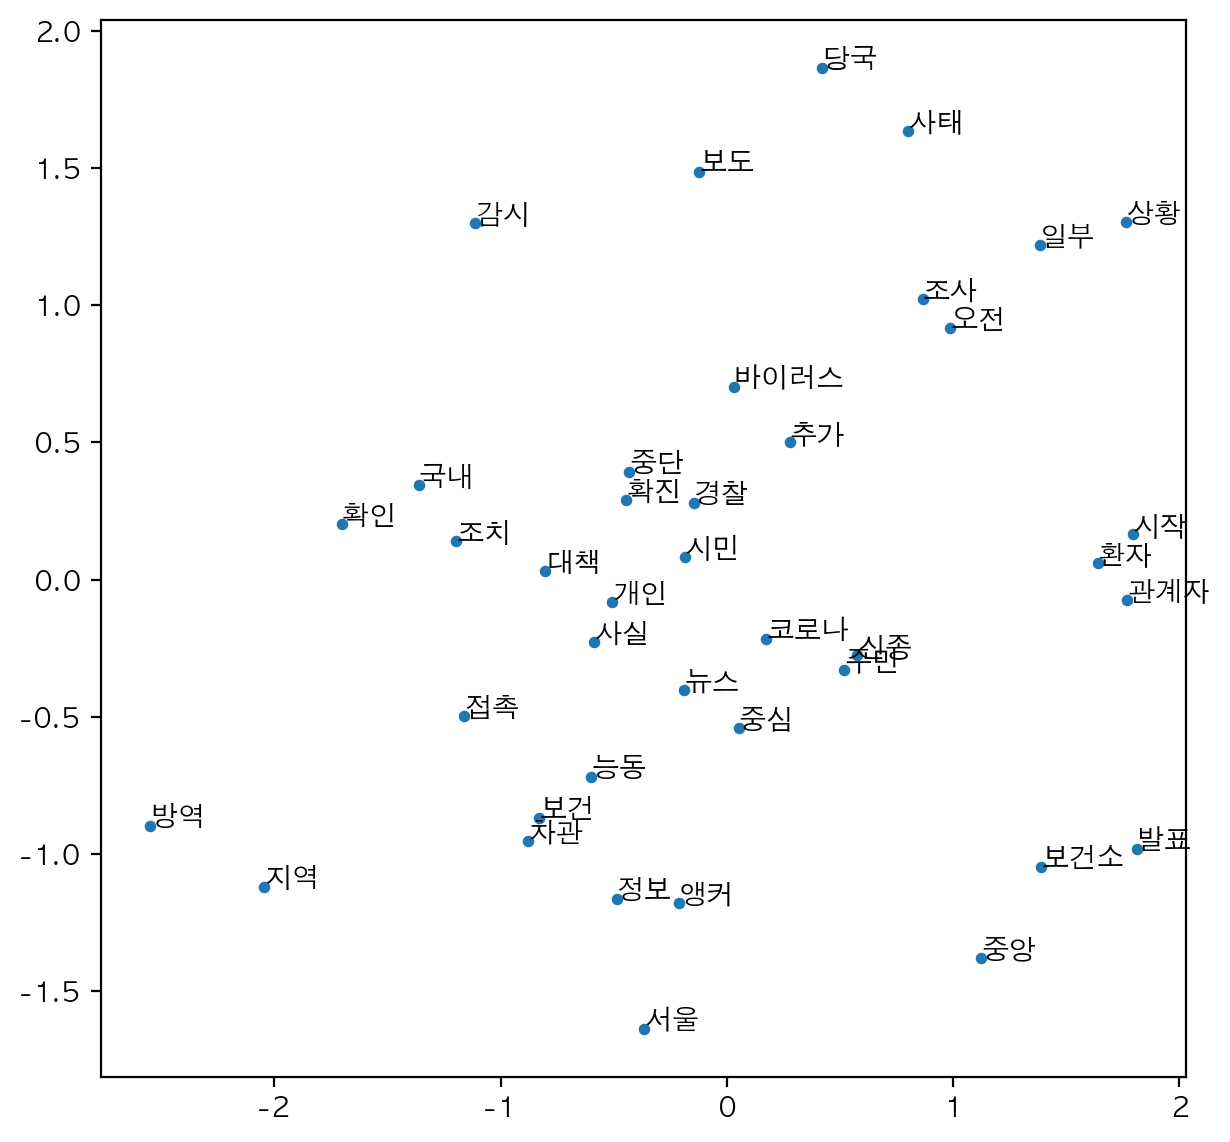 2.0
당국
사태
보도
1.5
감시
상황
일부
조사
1.0
오전
바이러스
추가
0.5
중단
국내
확진
경찰
확인
시작
조치
시민
환자
대책
0.0
개인
관계자
사실
코로나
신종
주민
뉴스
접촉
-0.5
중심
능동
보건
방역
자관
발표
-1.0
보건소
지역
정보
앵커
중앙
-1.5
서울
-2
-1
0
1
2